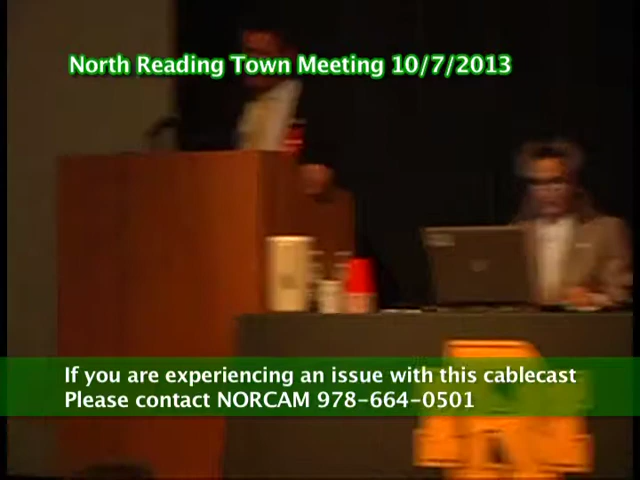 North Reading Town Meeting 10/7/2013
If you are experiencing an issue with this cablecast
Please contact NORCAM 978-664-0501